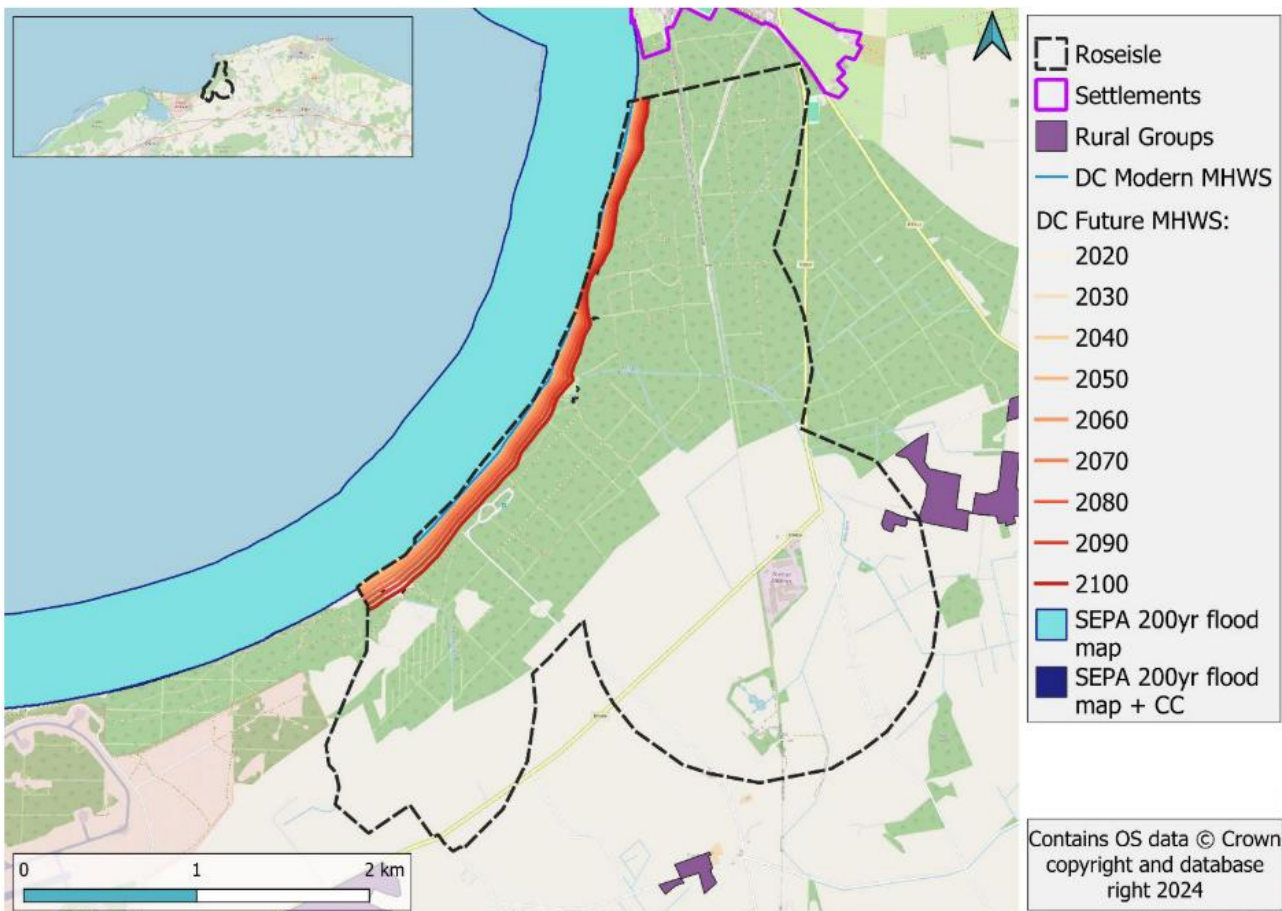 Roseisle
Settlements
Rural Groups
DC Modern MHWS
DC Future MHWS:
2020
2030
2040
2050
2060
2070
2080
2090
2100
SEPA 200yr flood
map
SEPA 200yr flood
map + CC
0 1 2 km
Contains OS data © Crown
copyright and database
right 2024